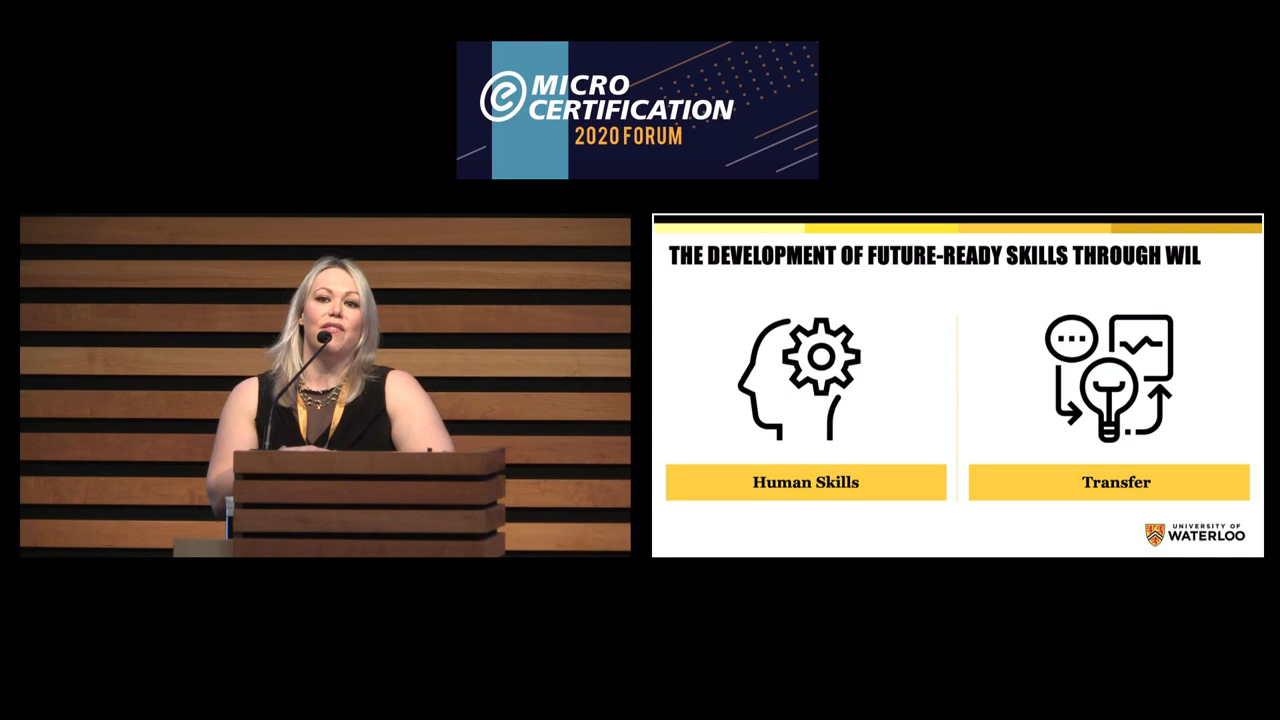 MICRO
CERTIFICATION
2020 FORUM
THE DEVELOPMENT OF FUTURE-READY SKILLS THROUGH WIL
Human Skills
Transfer
UNIVERSITY OF
WATERLOO